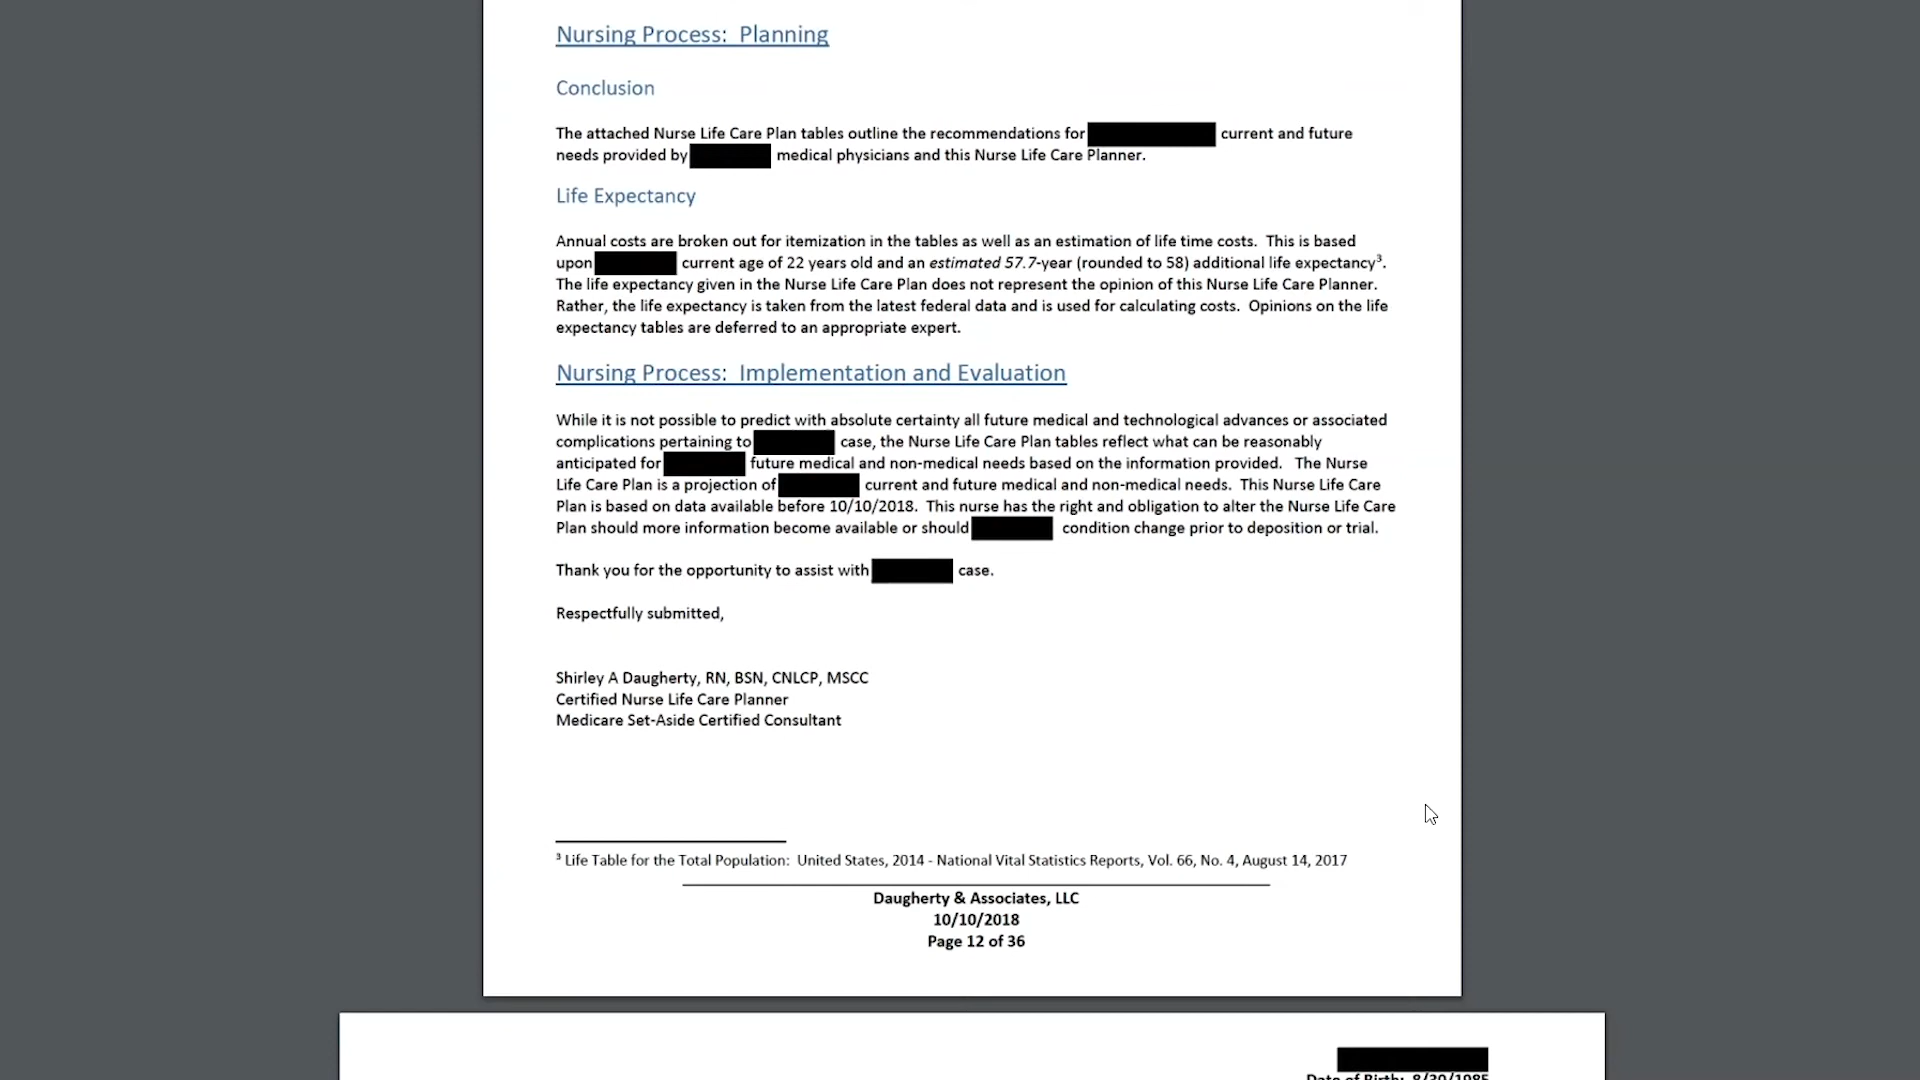 Nursing Process:  Planning
Conclusion
The attached Nurse Life Care Plan tables outline the recommendations for current and future
needs provided by medical physicians and this Nurse Life Care Planner.
Life Expectancy
Annual costs are broken out for itemization in the tables as well as an estimation of life time costs.  This is based
upon current age of 22 years old and an estimated 57.7-year (rounded to 58) additional life expectancy³.
The life expectancy given in the Nurse Life Care Plan does not represent the opinion of this Nurse Life Care Planner.
Rather, the life expectancy is taken from the latest federal data and is used for calculating costs.  Opinions on the life
expectancy tables are deferred to an appropriate expert.
Nursing Process:  Implementation and Evaluation
While it is not possible to predict with absolute certainty all future medical and technological advances or associated
complications pertaining to case, the Nurse Life Care Plan tables reflect what can be reasonably
anticipated for future medical and non-medical needs based on the information provided.   The Nurse
Life Care Plan is a projection of current and future medical and non-medical needs.  This Nurse Life Care
Plan is based on data available before 10/10/2018.  This nurse has the right and obligation to alter the Nurse Life Care
Plan should more information become available or should condition change prior to deposition or trial.
Thank you for the opportunity to assist with case.
Respectfully submitted,
Shirley A Daugherty, RN, BSN, CNLCP, MSCC
Certified Nurse Life Care Planner
Medicare Set-Aside Certified Consultant
³ Life Table for the Total Population:  United States, 2014 - National Vital Statistics Reports, Vol. 66, No. 4, August 14, 2017
Daugherty & Associates, LLC
10/10/2018
Page 12 of 36
Date of Birth:  8/30/1985